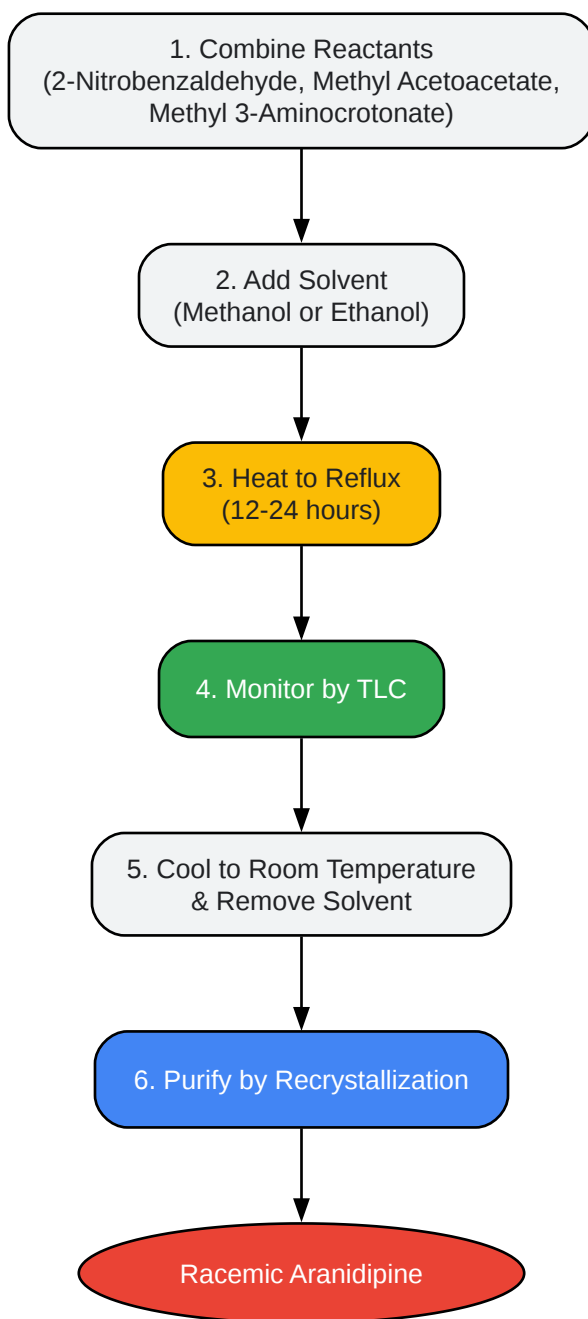 1. Combine Reactants
(2-Nitrobenzaldehyde, Methyl Acetoacetate,
Methyl 3-Aminocrotonate)
2. Add Solvent
(Methanol or Ethanol)
3. Heat to Reflux
(12-24 hours)
4. Monitor by TLC
5. Cool to Room Temperature
& Remove Solvent
6. Purify by Recrystallization
Racemic Aranidipine